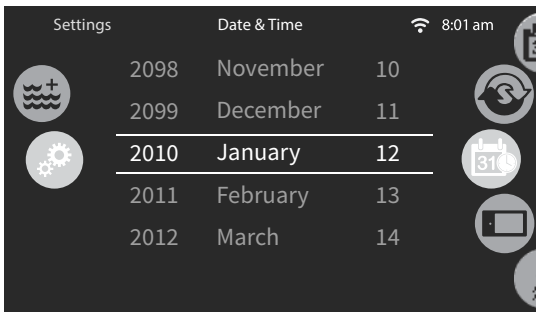 Settings Date & Time 8:01 am
2098 November 10
2099 December 11
2010 January 12
31
2011 February 13
2012 March 14